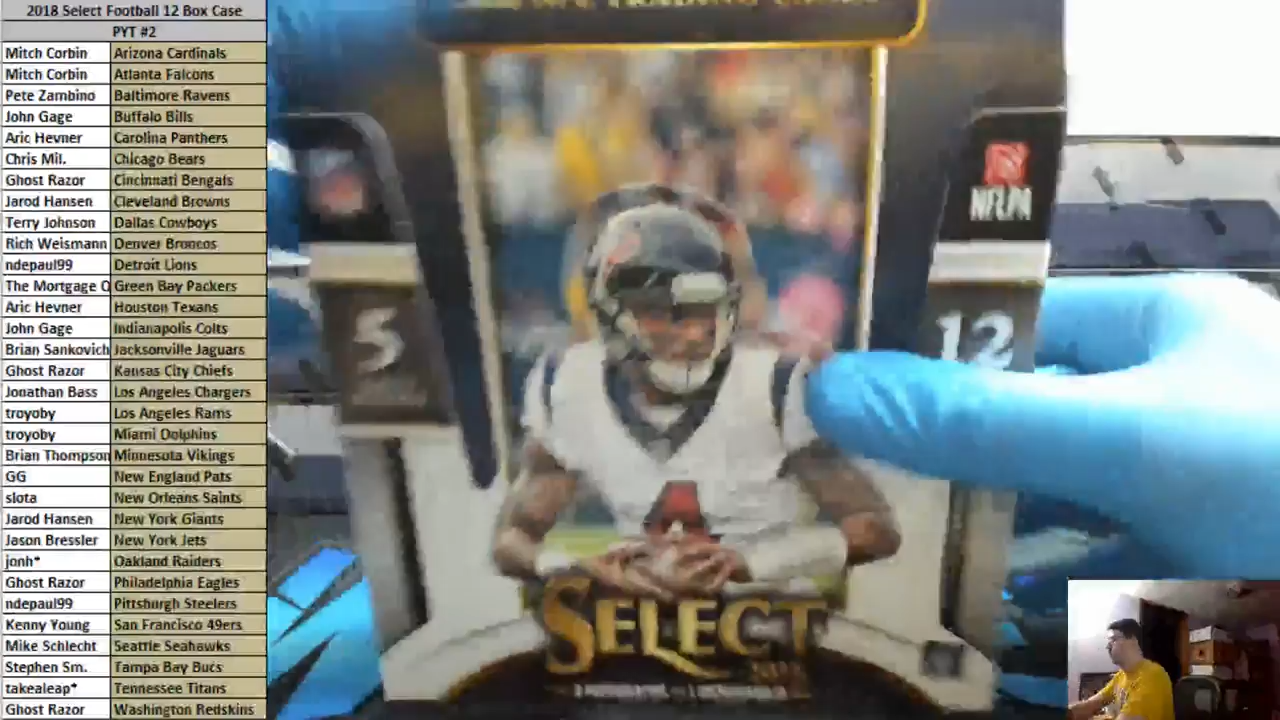 2018 Select Football 12 Box Case
PYT #2
Mitch Corbin Arizona Cardinals
Mitch Corbin Atlanta Falcons
Pete Zambino Baltimore Ravens
John Gage Buffalo Bills
Aric Hevner Carolina Panthers
Chris Mil. Chicago Bears
Ghost Razor Cincinnati Bengals
Jarod Hansen Cleveland Browns
Terry Johnson Dallas Cowboys
Rich Weismann Denver Broncos
ndepaul99 Detroit Lions
The Mortgage Green Bay Packers
Aric Hevner Houston Texans
John Gage Indianapolis Colts
Brian Sankovich Jacksonville Jaguars
Ghost Razor Kansas City Chiefs
Jonathan Bass Los Angeles Chargers
troyoby Los Angeles Rams
troyoby Miami Dolphins
Brian Thompson Minnesota Vikings
GG New England Pats
slota New Orleans Saints
Jarod Hansen New York Giants
Jason Bressler New York Jets
jonh* Oakland Raiders
Ghost Razor Philadelphia Eagles
ndepaul99 Pittsburgh Steelers
Kenny Young San Francisco 49ers
Mike Schlecht Seattle Seahawks
Stephen Sm. Tampa Bay Bucs
takealeap* Tennessee Titans
Ghost Razor Washington Redskins
5
12
SELECT